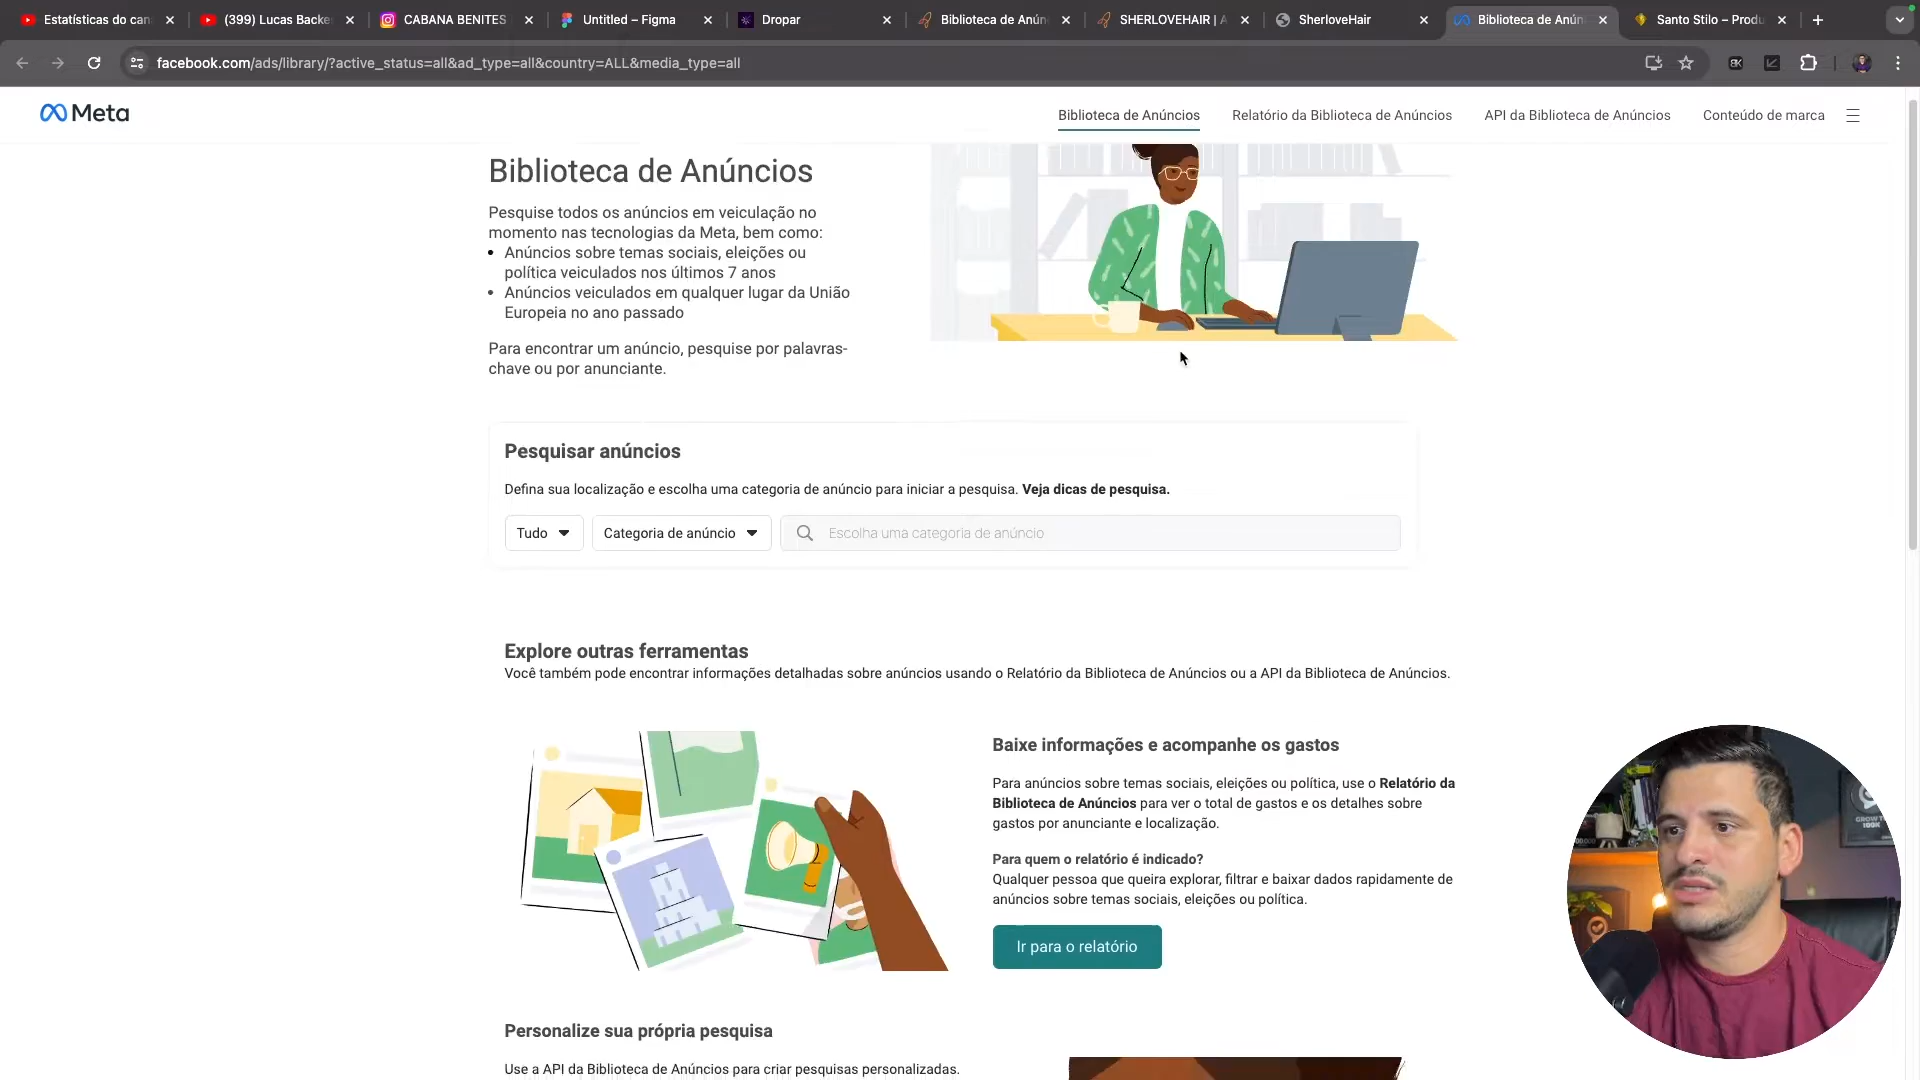 Estatísticas do can
(399) Lucas Backe
CABANA BENITES
Untitled – Figma
Dropar
Biblioteca de Anún
SHERLOVEHAIR | A
SherloveHair
Biblioteca de Anún
Santo Stilo – Produ
facebook.com/ads/library/?active_status=all&ad_type=all&country=ALL&media_type=all
Meta
Biblioteca de Anúncios
Relatório da Biblioteca de Anúncios
API da Biblioteca de Anúncios
Conteúdo de marca
Biblioteca de Anúncios
Pesquise todos os anúncios em veiculação no
momento nas tecnologias da Meta, bem como:
• Anúncios sobre temas sociais, eleições ou
política veiculados nos últimos 7 anos
• Anúncios veiculados em qualquer lugar da União
Europeia no ano passado
Para encontrar um anúncio, pesquise por palavras-
chave ou por anunciante.
Pesquisar anúncios
Defina sua localização e escolha uma categoria de anúncio para iniciar a pesquisa. Veja dicas de pesquisa.
Tudo
Categoria de anúncio
Escolha uma categoria de anúncio
Explore outras ferramentas
Você também pode encontrar informações detalhadas sobre anúncios usando o Relatório da Biblioteca de Anúncios ou a API da Biblioteca de Anúncios.
Baixe informações e acompanhe os gastos
Para anúncios sobre temas sociais, eleições ou política, use o Relatório da
Biblioteca de Anúncios para ver o total de gastos e os detalhes sobre
gastos por anunciante e localização.
Para quem o relatório é indicado?
Qualquer pessoa que queira explorar, filtrar e baixar dados rapidamente de
anúncios sobre temas sociais, eleições ou política.
Ir para o relatório
Personalize sua própria pesquisa
Use a API da Biblioteca de Anúncios para criar pesquisas personalizadas.